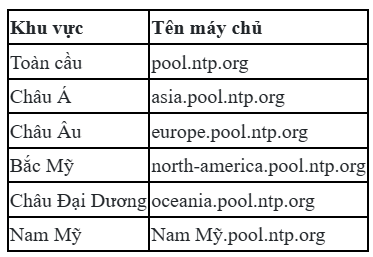 Khu vực Tên máy chủ
Toàn cầu pool.ntp.org
Châu Á asia.pool.ntp.org
Châu Âu europe.pool.ntp.org
Bắc Mỹ north-america.pool.ntp.org
Châu Đại Dương oceania.pool.ntp.org
Nam Mỹ Nam Mỹ.pool.ntp.org